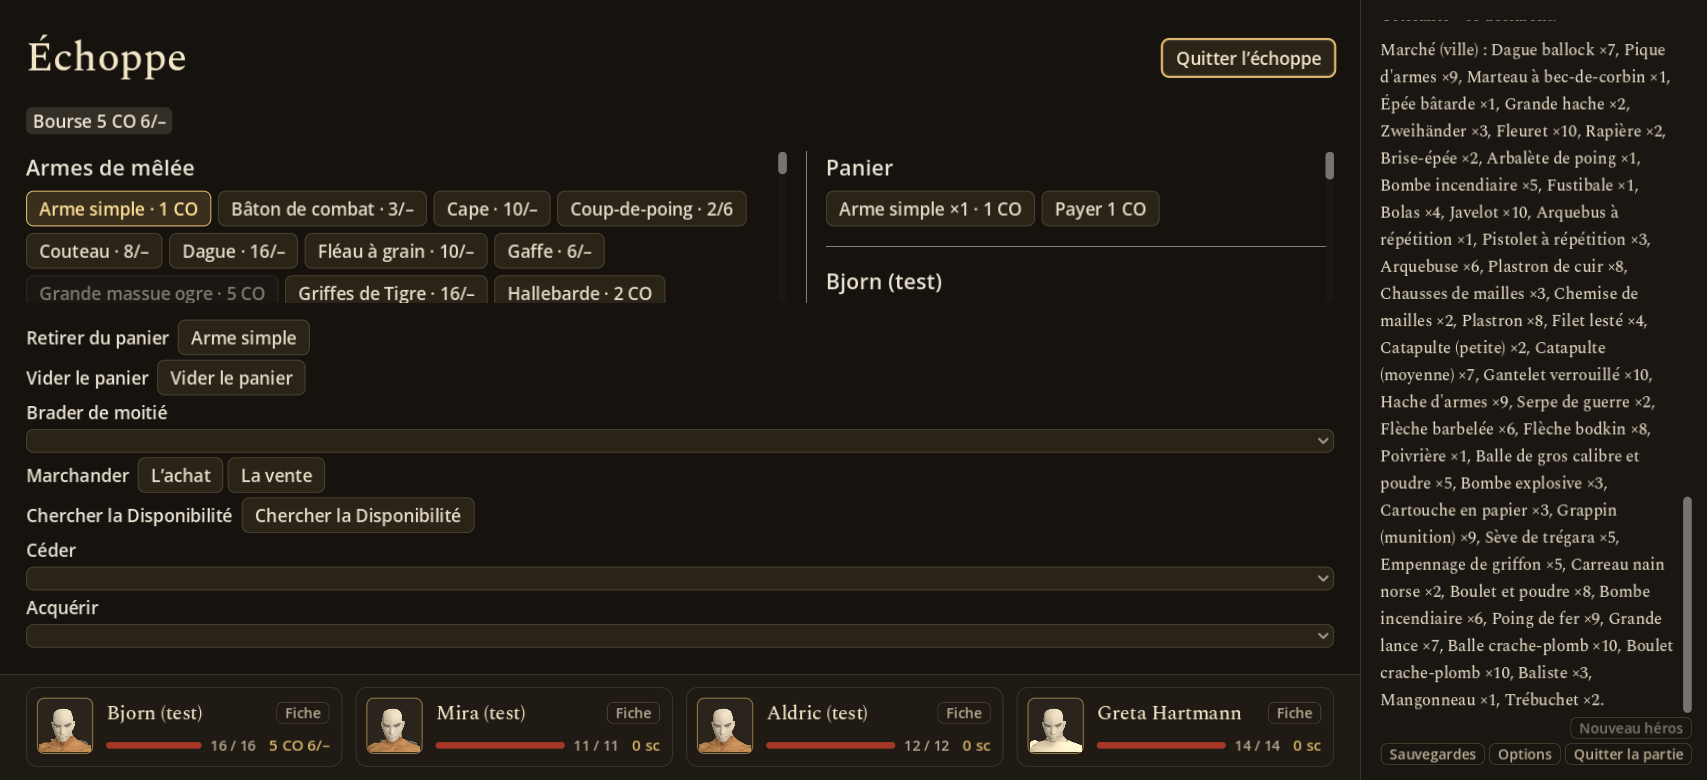 Échoppe
Quitter l’échoppe
Bourse 5 CO 6/–
Armes de mêlée
Arme simple · 1 CO
Bâton de combat · 3/–
Cape · 10/–
Coup-de-poing · 2/6
Couteau · 8/–
Dague · 16/–
Fléau à grain · 10/–
Gaffe · 6/–
Grande massue ogre · 5 CO
Griffes de Tigre · 16/–
Hallebarde · 2 CO
Panier
Arme simple ×1 · 1 CO
Payer 1 CO
Bjorn (test)
Retirer du panier Arme simple
Vider le panier Vider le panier
Brader de moitié
Marchander L’achat La vente
Chercher la Disponibilité Chercher la Disponibilité
Céder
Acquérir
Bjorn (test) Fiche
16 / 16 5 CO 6/–
Mira (test) Fiche
11 / 11 0 sc
Aldric (test) Fiche
12 / 12 0 sc
Greta Hartmann Fiche
14 / 14 0 sc
Marché (ville) : Dague ballock ×7, Pique
d'armes ×9, Marteau à bec-de-corbin ×1,
Épée bâtarde ×1, Grande hache ×2,
Zweihänder ×3, Fleuret ×10, Rapière ×2,
Brise-épée ×2, Arbalète de poing ×1,
Bombe incendiaire ×5, Fustibale ×1,
Bolas ×4, Javelot ×10, Arquebus à
répétition ×1, Pistolet à répétition ×3,
Arquebuse ×6, Plastron de cuir ×8,
Chausses de mailles ×3, Chemise de
mailles ×2, Plastron ×8, Filet lesté ×4,
Catapulte (petite) ×2, Catapulte
(moyenne) ×7, Gantelet verrouillé ×10,
Hache d'armes ×9, Serpe de guerre ×2,
Flèche barbelée ×6, Flèche bodkin ×8,
Poivrière ×1, Balle de gros calibre et
poudre ×5, Bombe explosive ×3,
Cartouche en papier ×3, Grappin
(munition) ×9, Sève de trégara ×5,
Empennage de griffon ×5, Carreau nain
norse ×2, Boulet et poudre ×8, Bombe
incendiaire ×6, Poing de fer ×9, Grande
lance ×7, Balle crache-plomb ×10, Boulet
crache-plomb ×10, Baliste ×3,
Mangonneau ×1, Trébuchet ×2.
Nouveau héros
Sauvegardes Options Quitter la partie